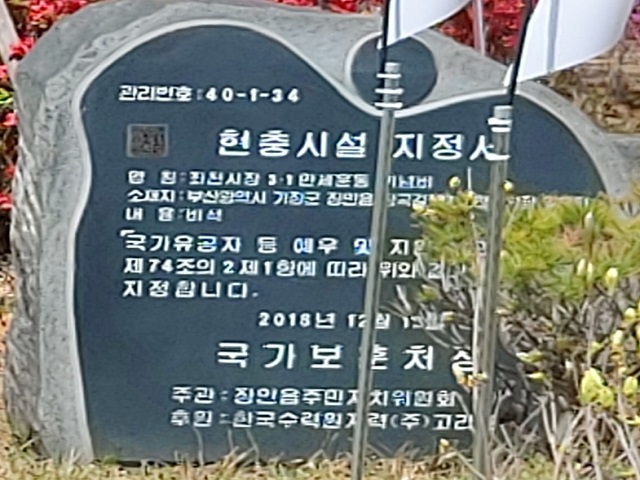 관리번호 : 40-1-34
현충시설 지정서
명 칭 : 좌천시장 3·1 만세운동 기념비
소재지 : 부산광역시 기장군 장안읍
내 용 : 비석
「국가유공자 등 예우 및 지원
제74조의 2 제1항에 따라 위와 같
지정합니다.
2018년 12월
국가보훈처장
주관 : 장안읍주민자치위원회
후원 : 한국수력원자력(주)고리